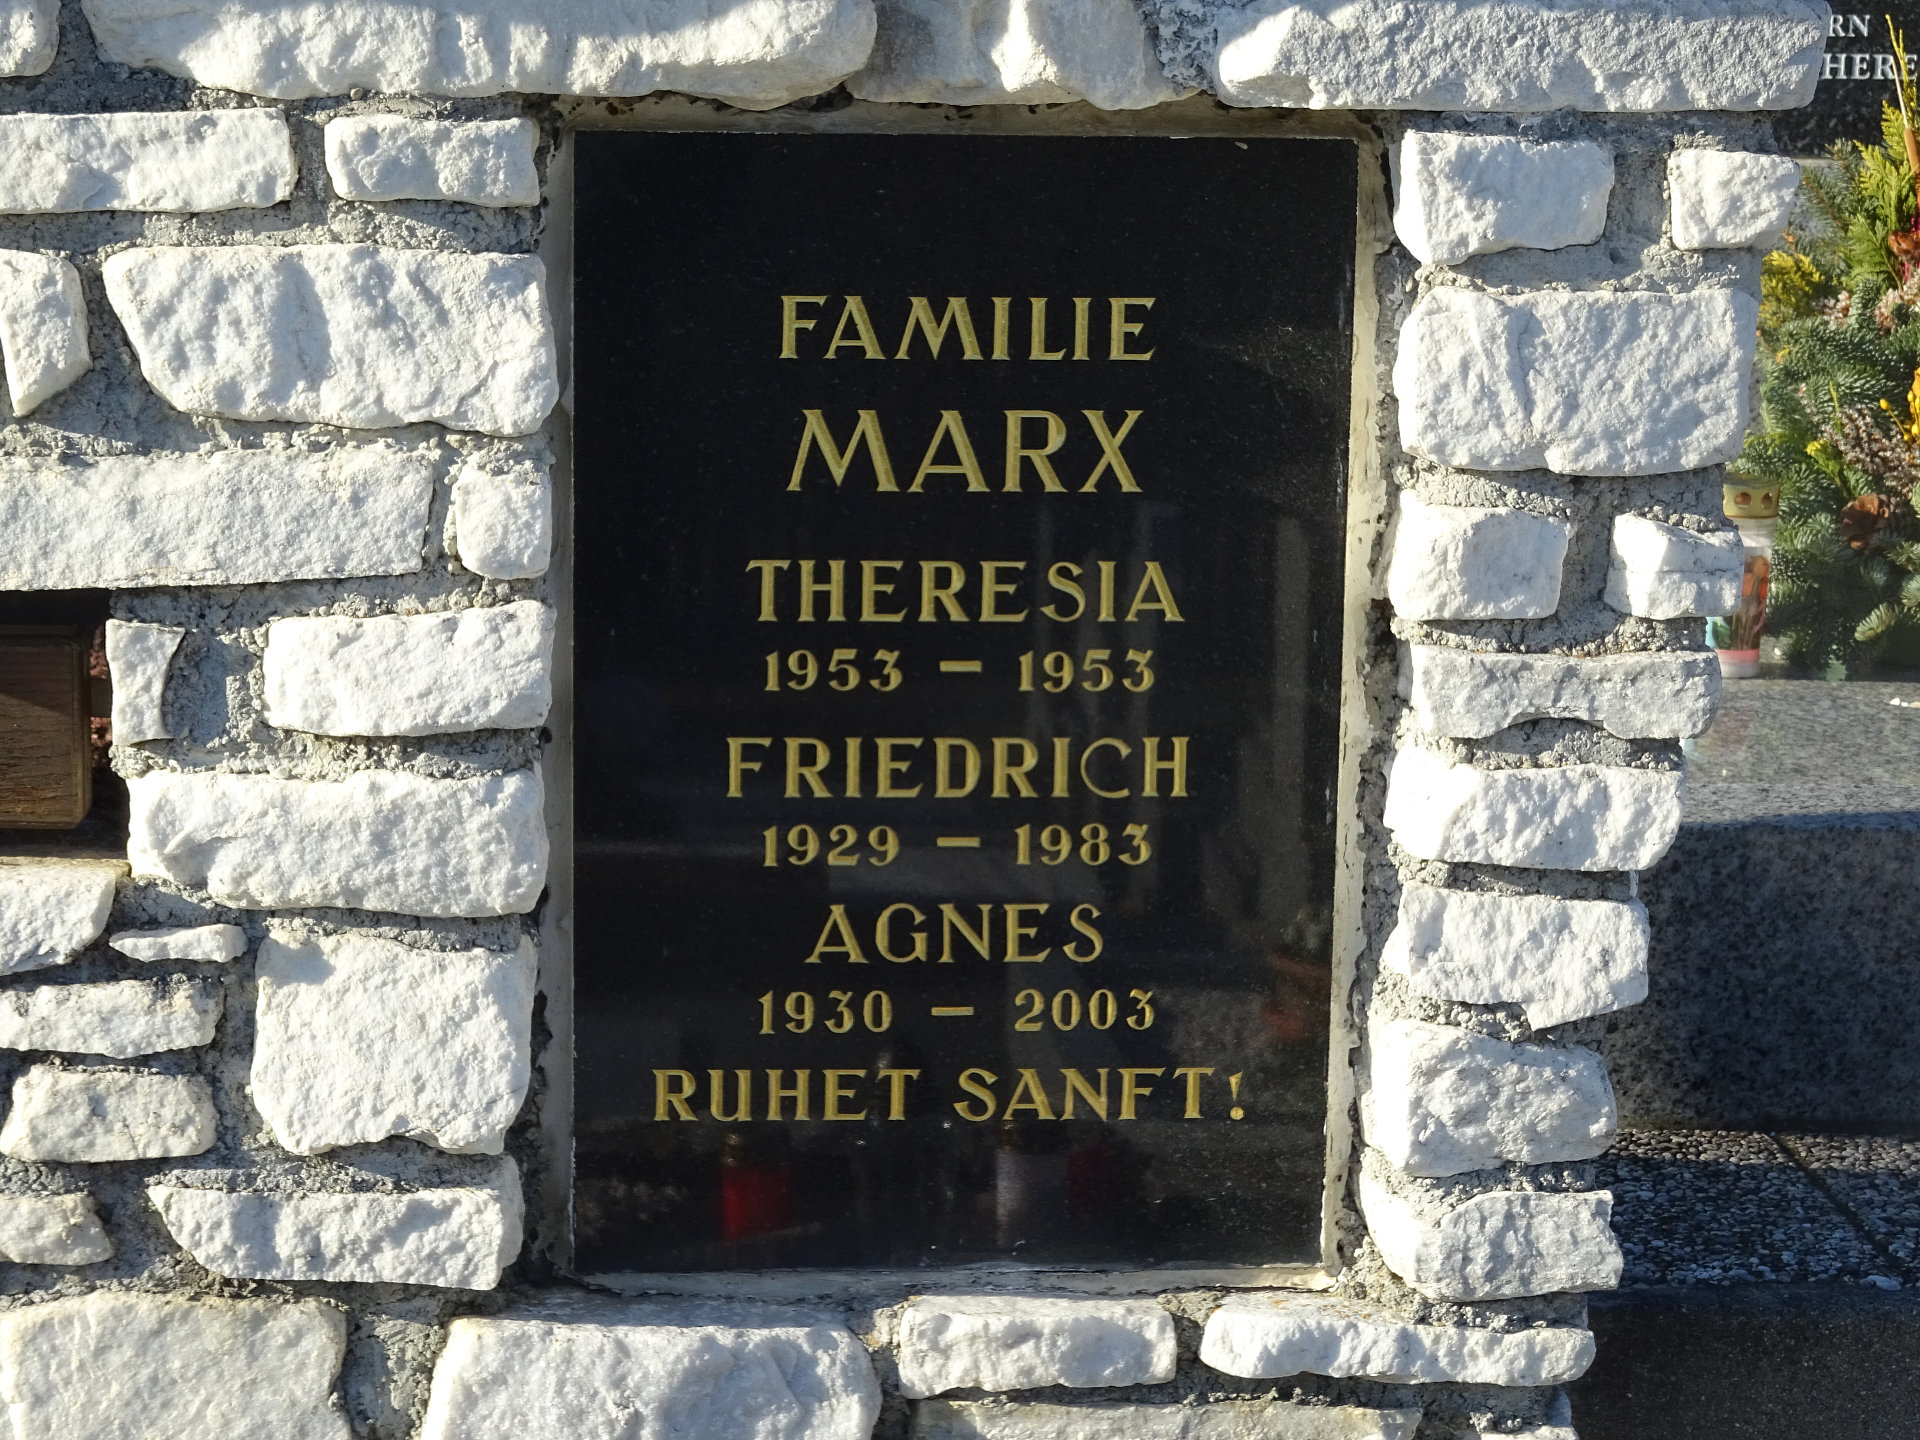 FAMILIE
MARX
THERESIA
1953 – 1953
FRIEDRICH
1929 – 1983
AGNES
1930 – 2003
RUHET SANFT!